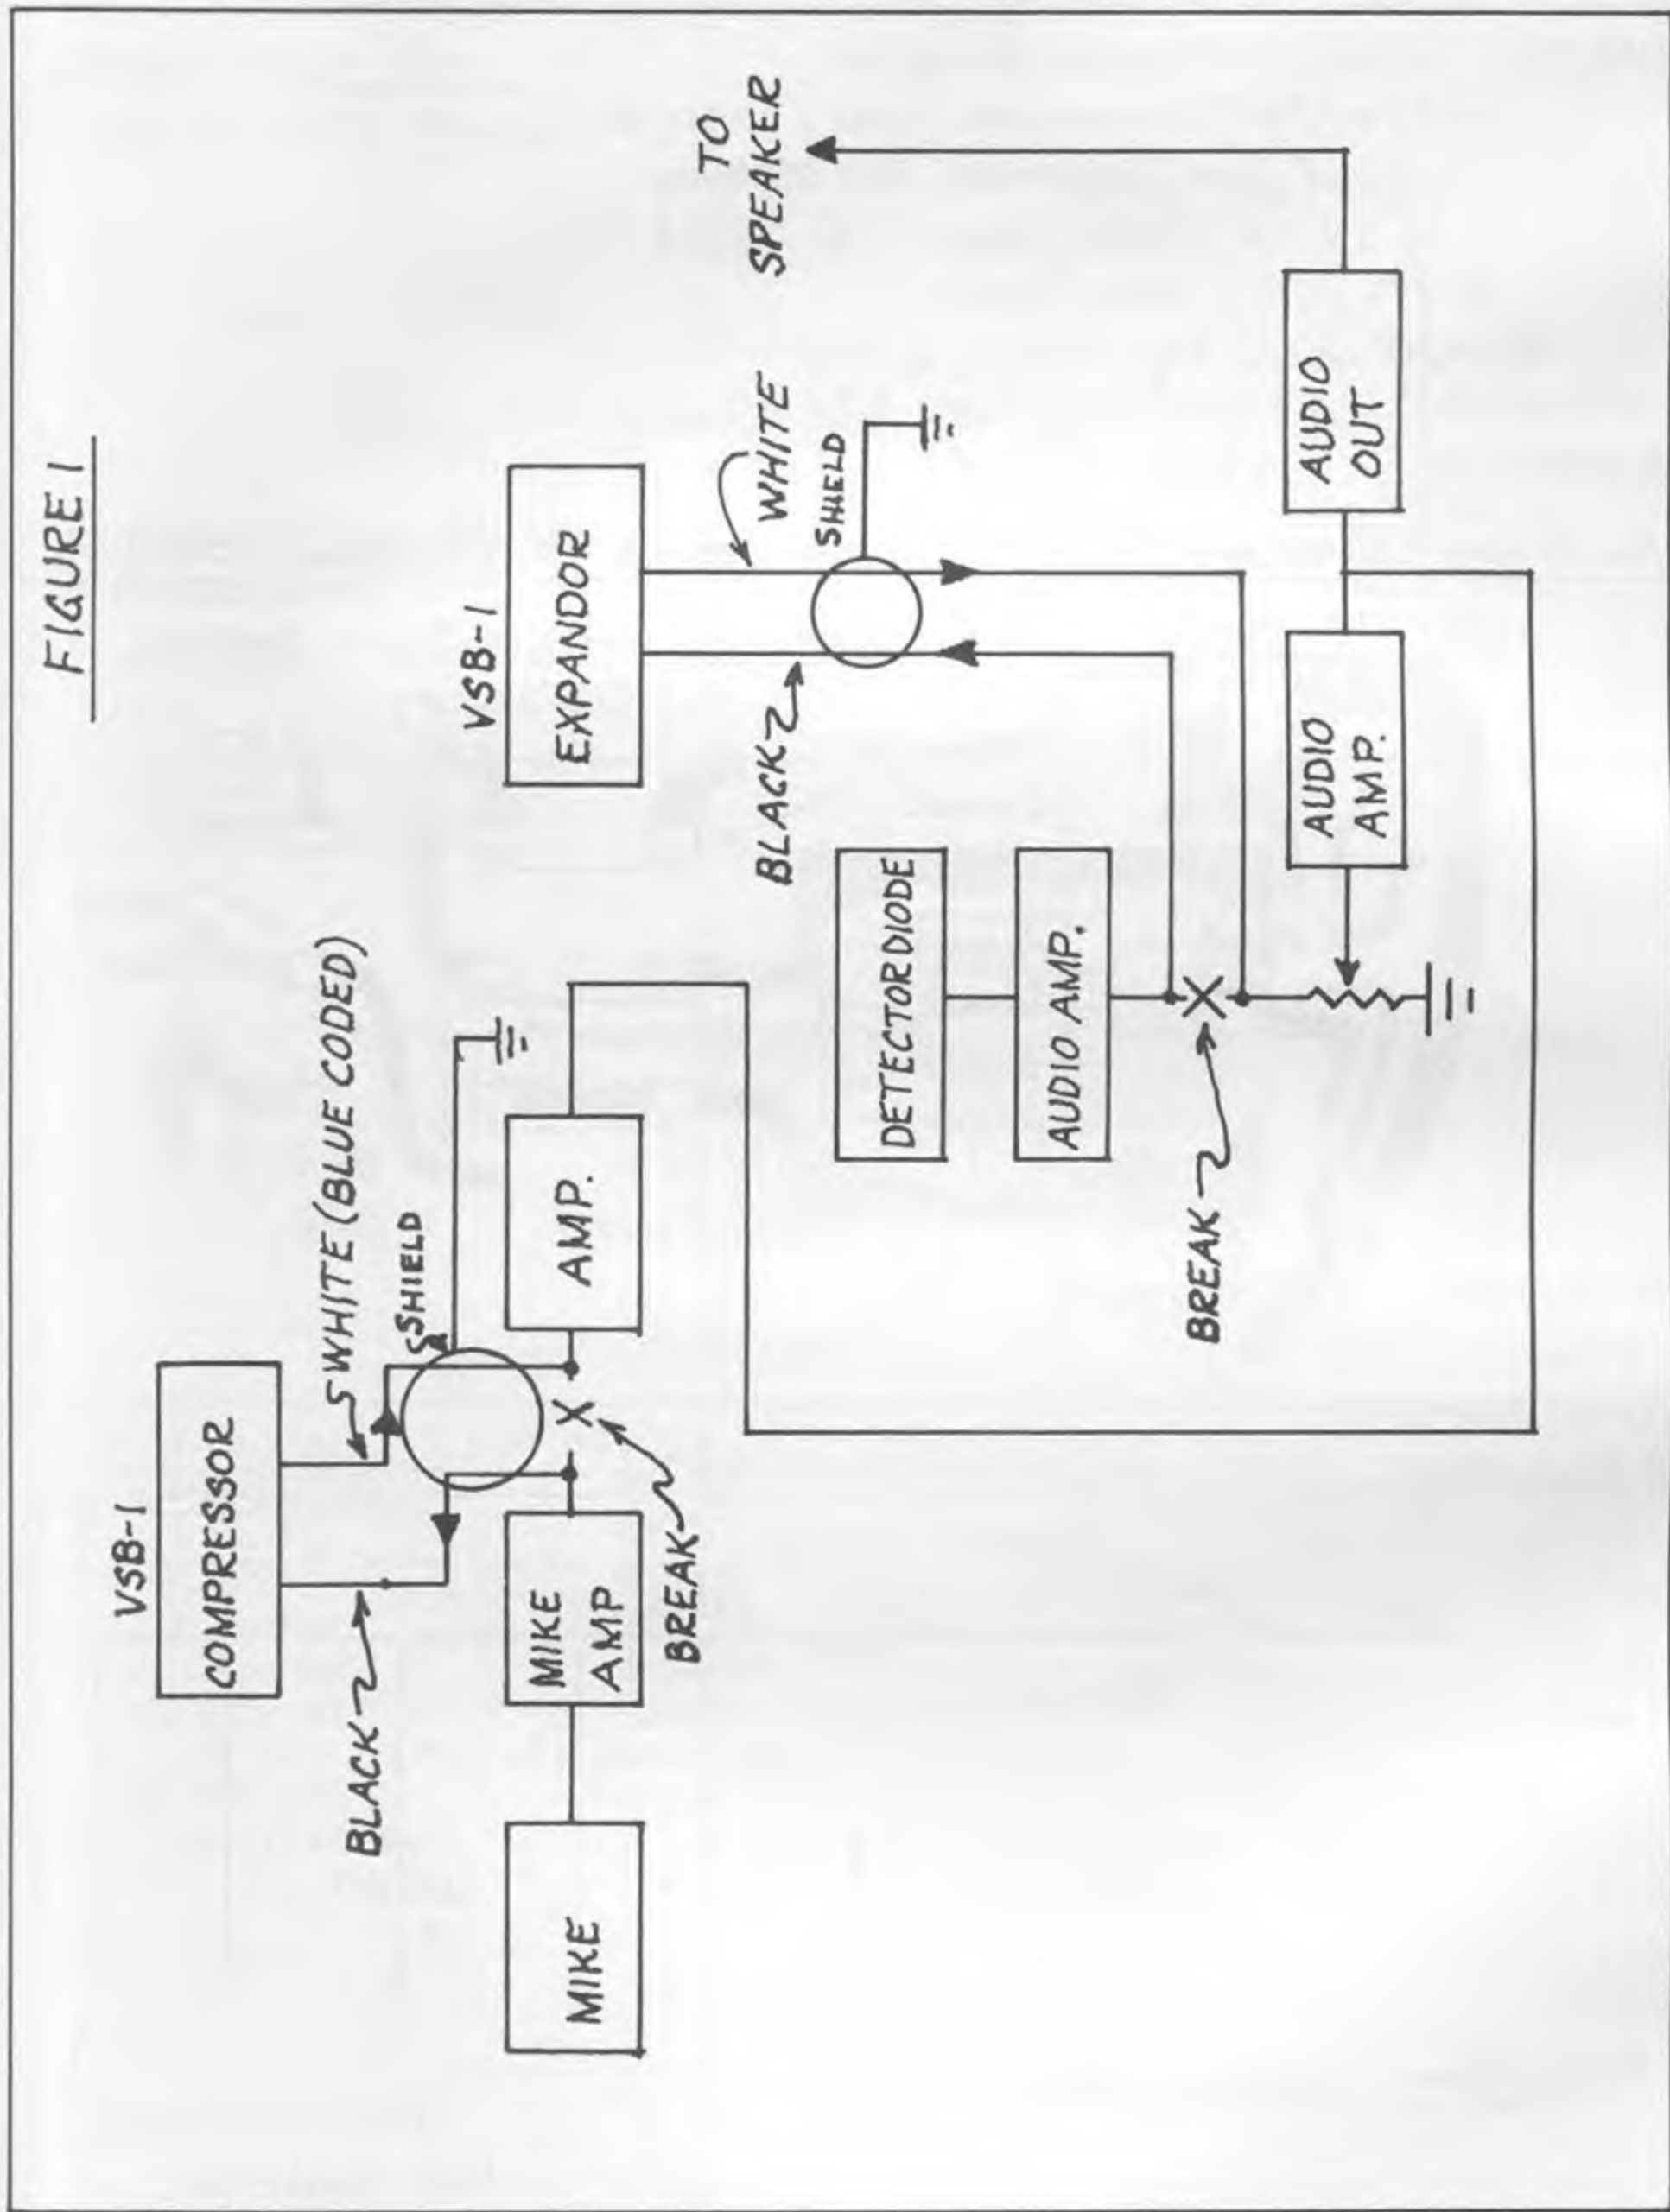 FIGURE 1
VSB-1
COMPRESSOR
BLACK
WHITE (BLUE CODED)
SHIELD
MIKE
MIKE
AMP
BREAK
AMP.
VSB-1
EXPANDOR
BLACK
WHITE
SHIELD
TO
SPEAKER
DETECTOR DIODE
AUDIO AMP.
BREAK
AUDIO
AMP.
AUDIO
OUT